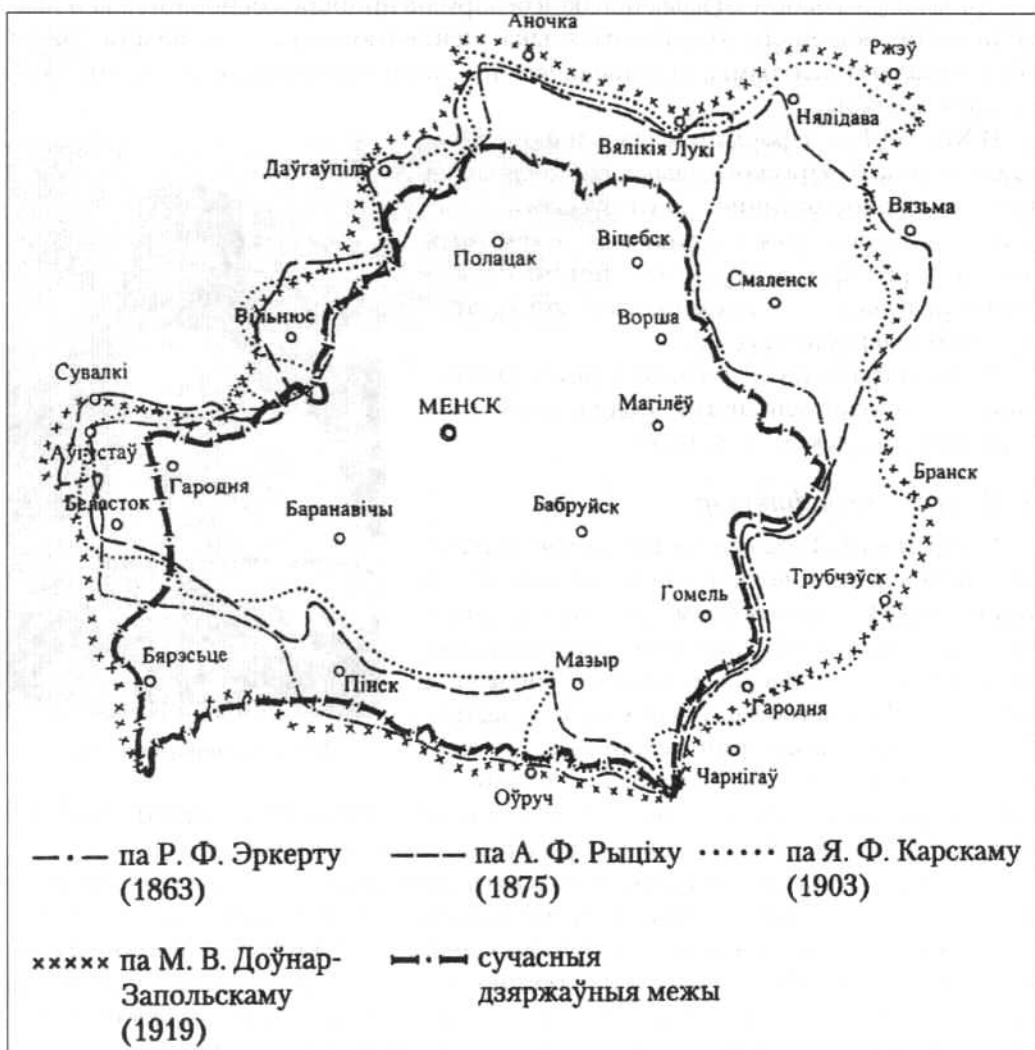 Аночка
Ржэў
Нялідава
Вялікія Лукі
Даўгаўпілс
Вязьма
Полацак
Віцебск
Смаленск
Вільнюс
Ворша
Сувалкі
МЕНСК
Магілёў
Аўгустаў
Гародня
Бранск
Беласток
Баранавічы
Бабруйск
Трубчэўск
Гомель
Бярэсьце
Мазыр
Пінск
Гародня
Чарнігаў
Оўруч
па Р. Ф. Эркерту
(1863)
па А. Ф. Рыціху
(1875)
па Я. Ф. Карскаму
(1903)
па М. В. Доўнар-
Запольскаму
(1919)
сучасныя
дзяржаўныя межы